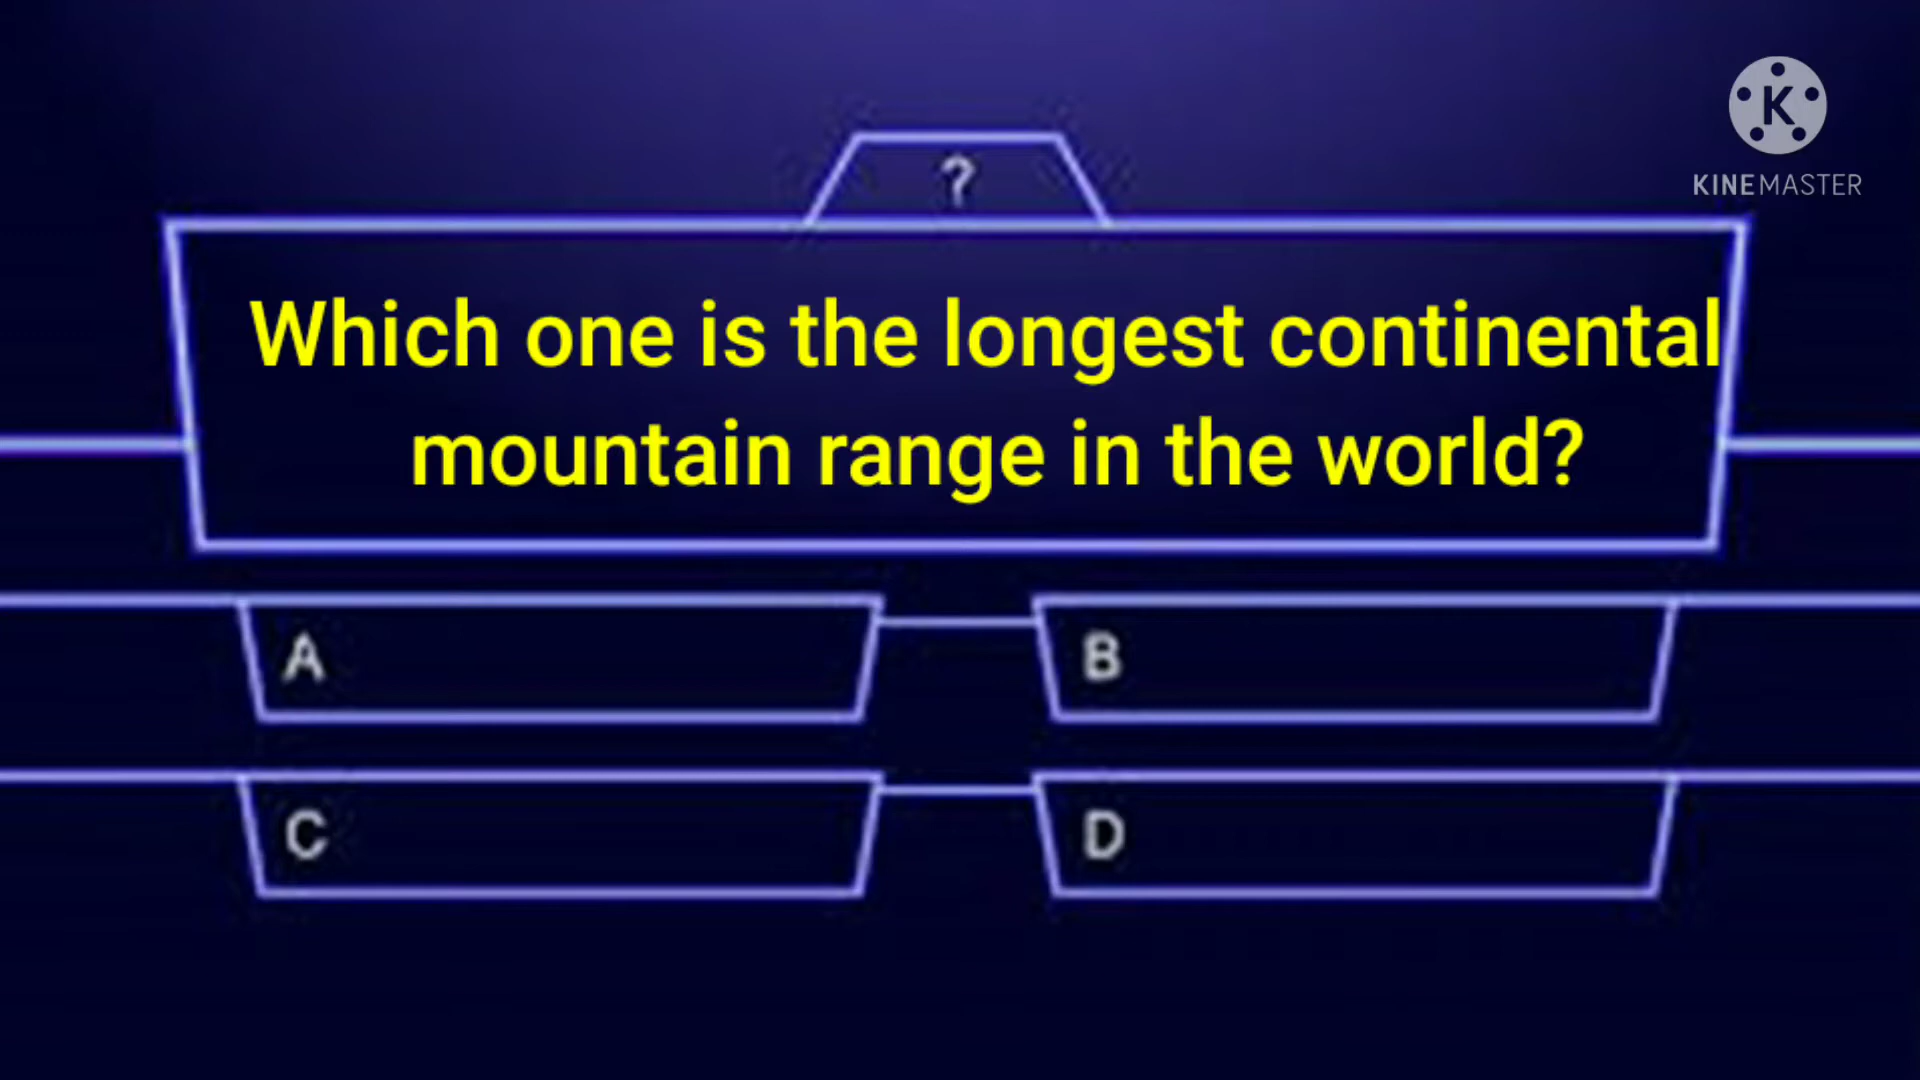 K
KINEMASTER
?
Which one is the longest continental
mountain range in the world?
A
B
C
D